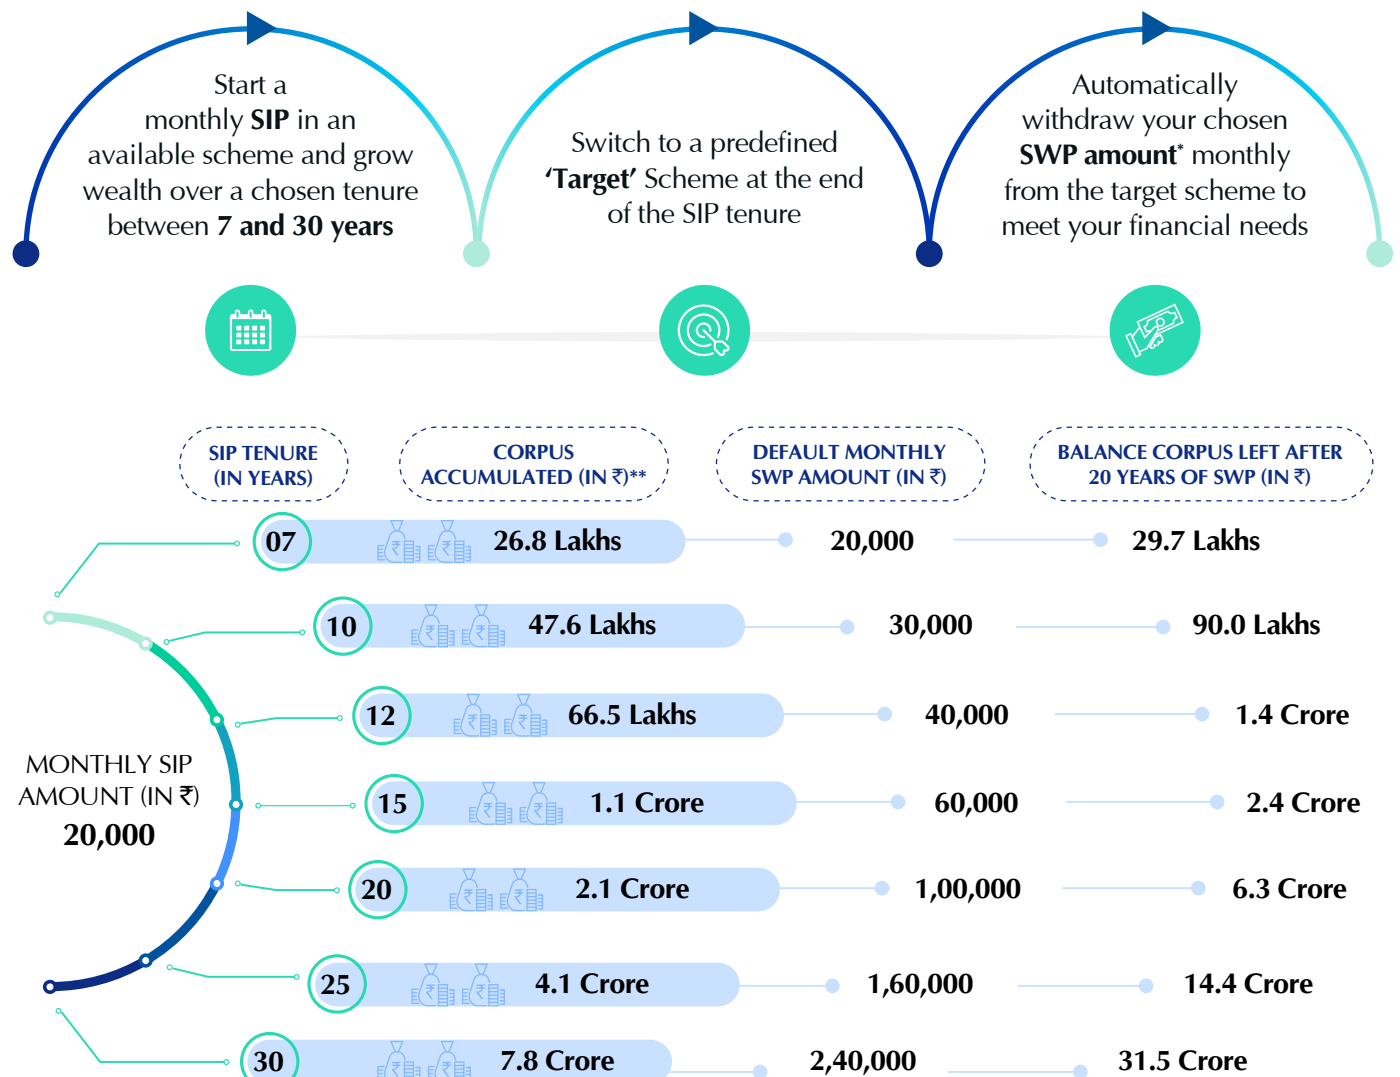 Start a
monthly SIP in an
available scheme and grow
wealth over a chosen tenure
between 7 and 30 years
Switch to a predefined
‘Target’ Scheme at the end
of the SIP tenure
Automatically
withdraw your chosen
SWP amount* monthly
from the target scheme to
meet your financial needs
SIP TENURE
(IN YEARS)
CORPUS
ACCUMULATED (IN ₹)**
DEFAULT MONTHLY
SWP AMOUNT (IN ₹)
BALANCE CORPUS LEFT AFTER
20 YEARS OF SWP (IN ₹)
MONTHLY SIP
AMOUNT (IN ₹)
20,000
07 26.8 Lakhs 20,000 29.7 Lakhs
10 47.6 Lakhs 30,000 90.0 Lakhs
12 66.5 Lakhs 40,000 1.4 Crore
15 1.1 Crore 60,000 2.4 Crore
20 2.1 Crore 1,00,000 6.3 Crore
25 4.1 Crore 1,60,000 14.4 Crore
30 7.8 Crore 2,40,000 31.5 Crore